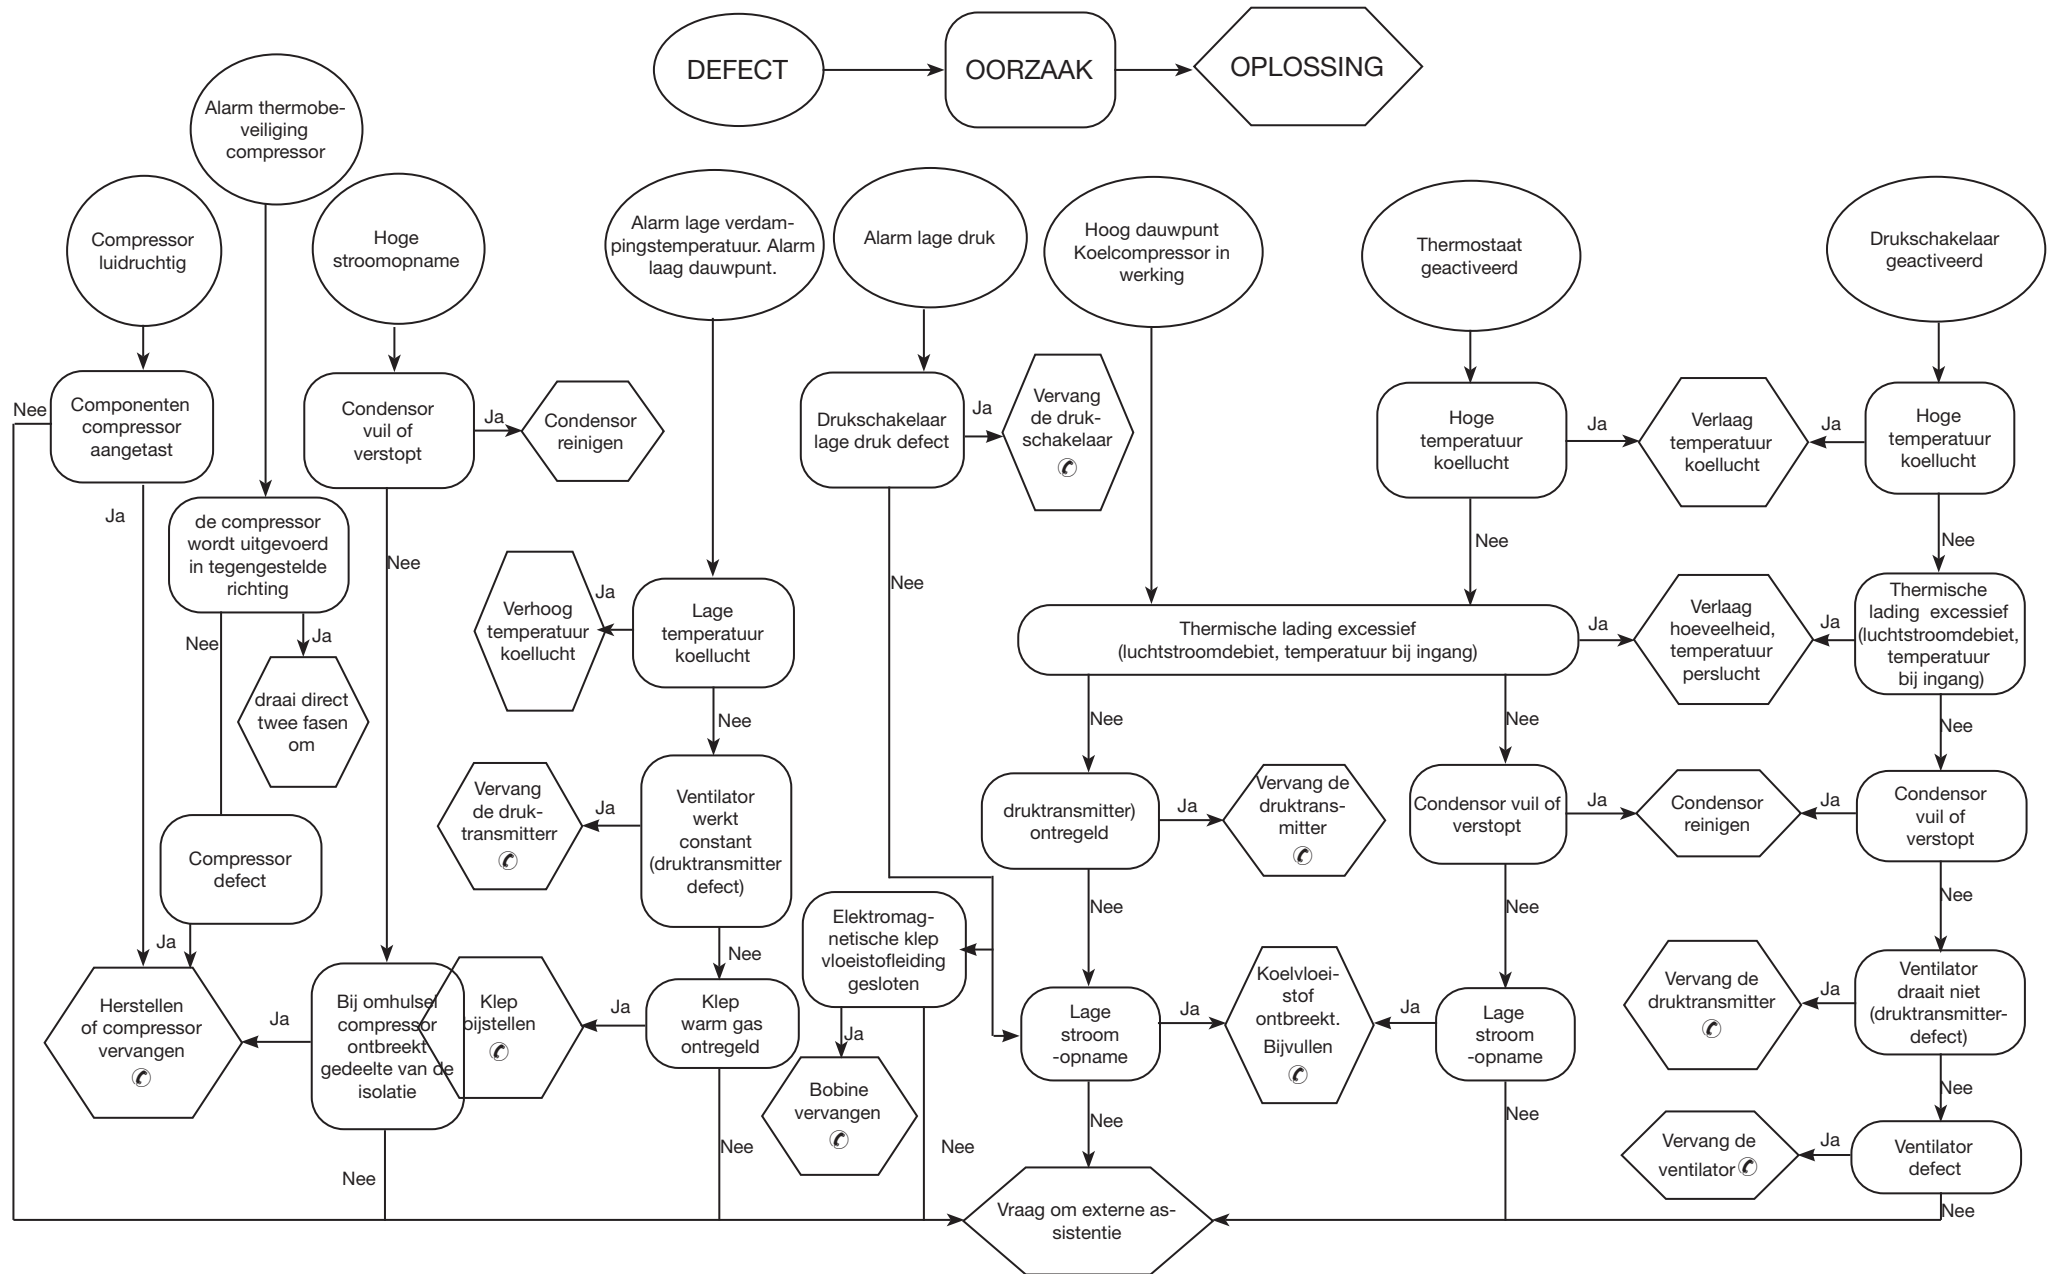 DEFECT
OORZAAK
OPLOSSING
Alarm thermobe-
veiliging
compressor
Compressor
luidruchtig
Hoge
stroomopname
Alarm lage verdam-
pingstemperatuur. Alarm
laag dauwpunt.
Alarm lage druk
Hoog dauwpunt
Koelcompressor in
werking
Thermostaat
geactiveerd
Drukschakelaar
geactiveerd
Nee
Componenten
compressor
aangetast
Ja
Condensor
vuil of
verstopt
Ja
Condensor
reinigen
Nee
Drukschakelaar
lage druk defect
Ja
Vervang
de druk-
schakelaar
Nee
Hoge
temperatuur
koellucht
Ja
Verlaag
temperatuur
koellucht
Ja
Hoge
temperatuur
koellucht
Nee
Nee
de compressor
wordt uitgevoerd
in tegengestelde
richting
Nee
Ja
draai direct
twee fasen
om
Verhoog
temperatuur
koellucht
Ja
Lage
temperatuur
koellucht
Nee
Thermische lading excessief
(luchtstroomdebiet, temperatuur bij ingang)
Ja
Verlaag
hoeveelheid,
temperatuur
perslucht
Ja
Thermische
lading excessief
(luchtstroomdebiet,
temperatuur
bij ingang)
Nee
Nee
Nee
Compressor
defect
Ja
Vervang
de druk-
transmitterr
Ja
Ventilator
werkt
constant
(druktransmitter
defect)
Nee
druktransmitter)
ontregeld
Ja
Vervang de
druktrans-
mitter
Nee
Condensor vuil of
verstopt
Ja
Condensor
reinigen
Ja
Condensor
vuil of
verstopt
Nee
Nee
Elektromag-
netische klep
vloeistofleiding
gesloten
Ja
Bobine
vervangen
Nee
Herstellen
of compressor
vervangen
Ja
Bij omhulsel
compressor
ontbreekt
gedeelte van de
isolatie
Nee
Klep
bijstellen
Ja
Klep
warm gas
ontregeld
Nee
Lage
stroom
-opname
Ja
Koelvloei-
stof
ontbreekt.
Bijvullen
Ja
Lage
stroom
-opname
Nee
Nee
Vervang de
druktransmitter
Ja
Ventilator
draait niet
(druktransmitter-
defect)
Nee
Vervang de
ventilator
Ja
Ventilator
defect
Nee
Vraag om externe as-
sistentie